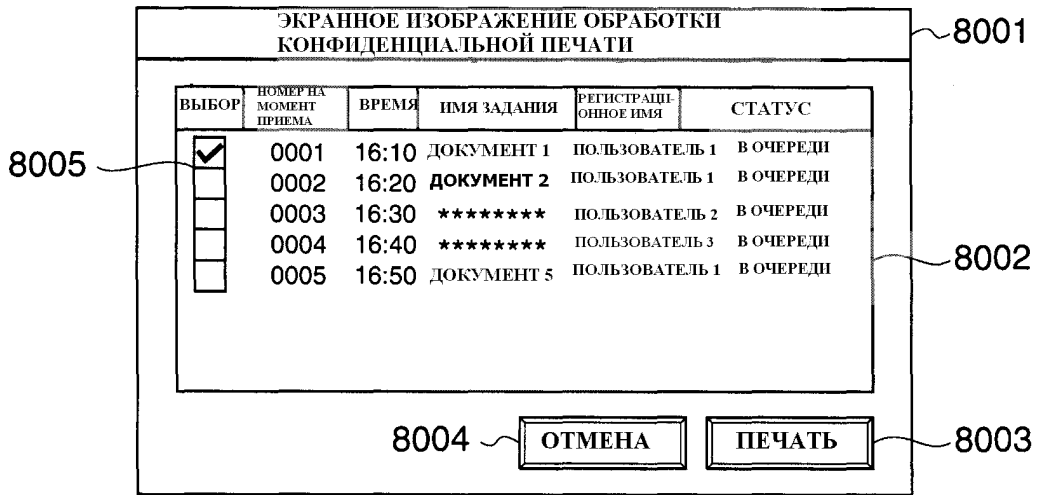 ЭКРАННОЕ ИЗОБРАЖЕНИЕ ОБРАБОТКИ
КОНФИДЕНЦИАЛЬНОЙ ПЕЧАТИ
8001
ВЫБОР НОМЕР НА МОМЕНТ ПРИЕМА ВРЕМЯ ИМЯ ЗАДАНИЯ РЕГИСТРАЦИ-ОННОЕ ИМЯ СТАТУС
8005
0001 16:10 ДОКУМЕНТ 1 ПОЛЬЗОВАТЕЛЬ 1 В ОЧЕРЕДИ
0002 16:20 ДОКУМЕНТ 2 ПОЛЬЗОВАТЕЛЬ 1 В ОЧЕРЕДИ
0003 16:30 ******** ПОЛЬЗОВАТЕЛЬ 2 В ОЧЕРЕДИ
0004 16:40 ******** ПОЛЬЗОВАТЕЛЬ 3 В ОЧЕРЕДИ
0005 16:50 ДОКУМЕНТ 5 ПОЛЬЗОВАТЕЛЬ 1 В ОЧЕРЕДИ
8002
8004 ОТМЕНА ПЕЧАТЬ 8003